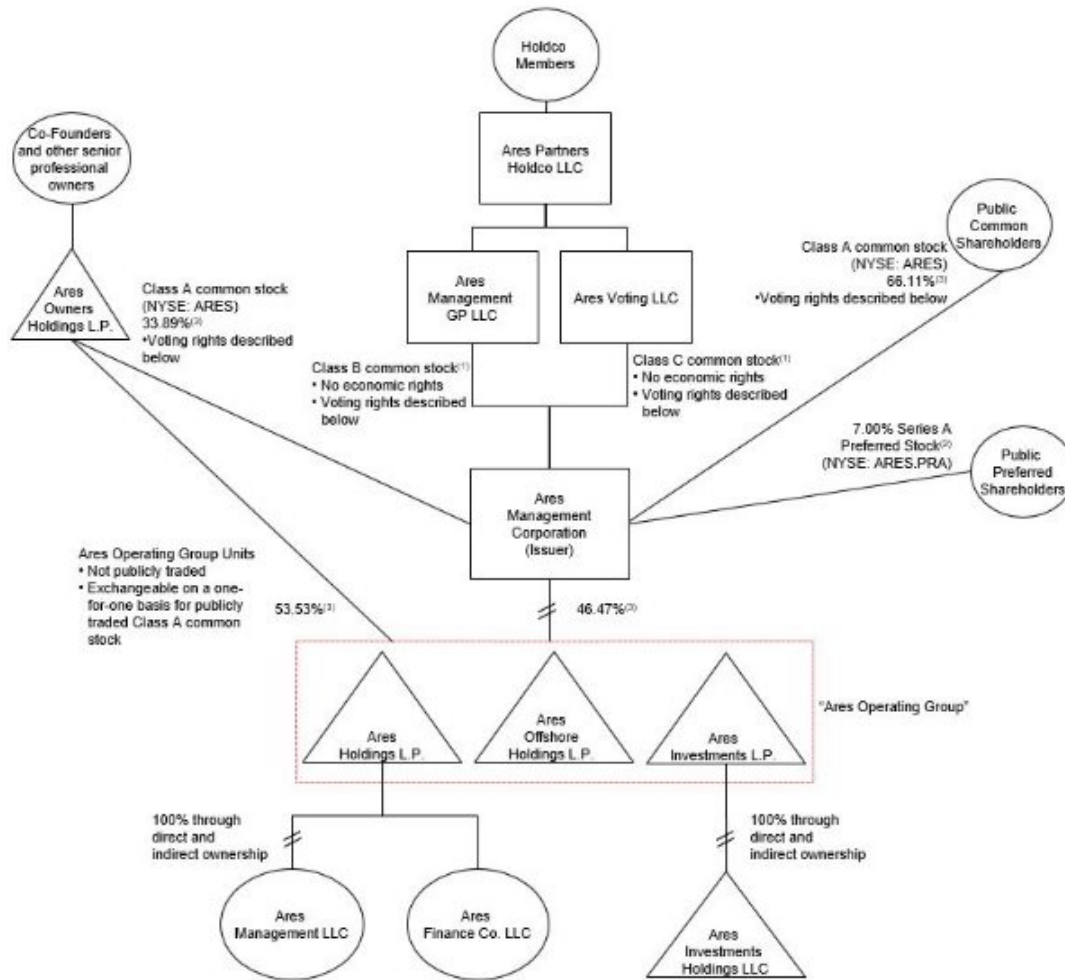 Holdco
Members
Ares Partners
Holdco LLC
Co-Founders
and other senior
professional
owners
Public
Common
Shareholders
Class A common stock
(NYSE: ARES)
66.11%(3)
•Voting rights described
below
Ares
Management
GP LLC
Ares Voting LLC
Ares
Owners
Holdings L.P.
Class A common stock
(NYSE: ARES)
33.89%(3)
•Voting rights described
below
Class B common stock(1)
• No economic rights
• Voting rights described
below
Class C common stock(1)
• No economic rights
• Voting rights described
below
7.00% Series A
Preferred Stock(2)
(NYSE: ARES.PRA)
Public
Preferred
Shareholders
Ares
Management
Corporation
(Issuer)
Ares Operating Group Units
• Not publicly traded
• Exchangeable on a one-
for-one basis for publicly
traded Class A common
stock
53.53%(3)
46.47%(3)
Ares
Holdings L.P.
Ares
Offshore
Holdings L.P.
Ares
Investments L.P.
"Ares Operating Group"
100% through
direct and
indirect ownership
100% through
direct and
indirect ownership
Ares
Management LLC
Ares
Finance Co. LLC
Ares
Investments
Holdings LLC